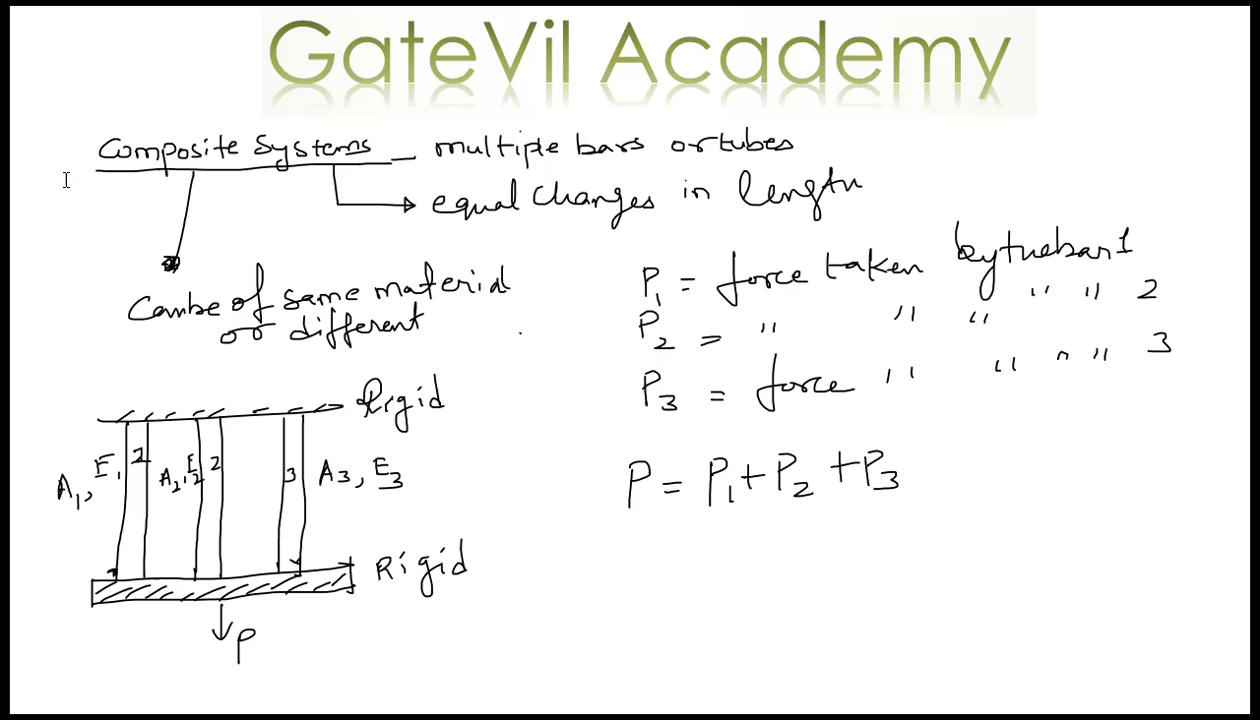 GateVil Academy
Composite Systems — multiple bars or tubes
→ equal changes in length
Can be of same material
or different
P₁ = force taken by the bar 1
P₂ = " " " " " 2
P₃ = force " " " " 3
P = P₁ + P₂ + P₃
Rigid
A₁, E₁ 1 A₂, E₂ 2 3 A3, E3
Rigid
P